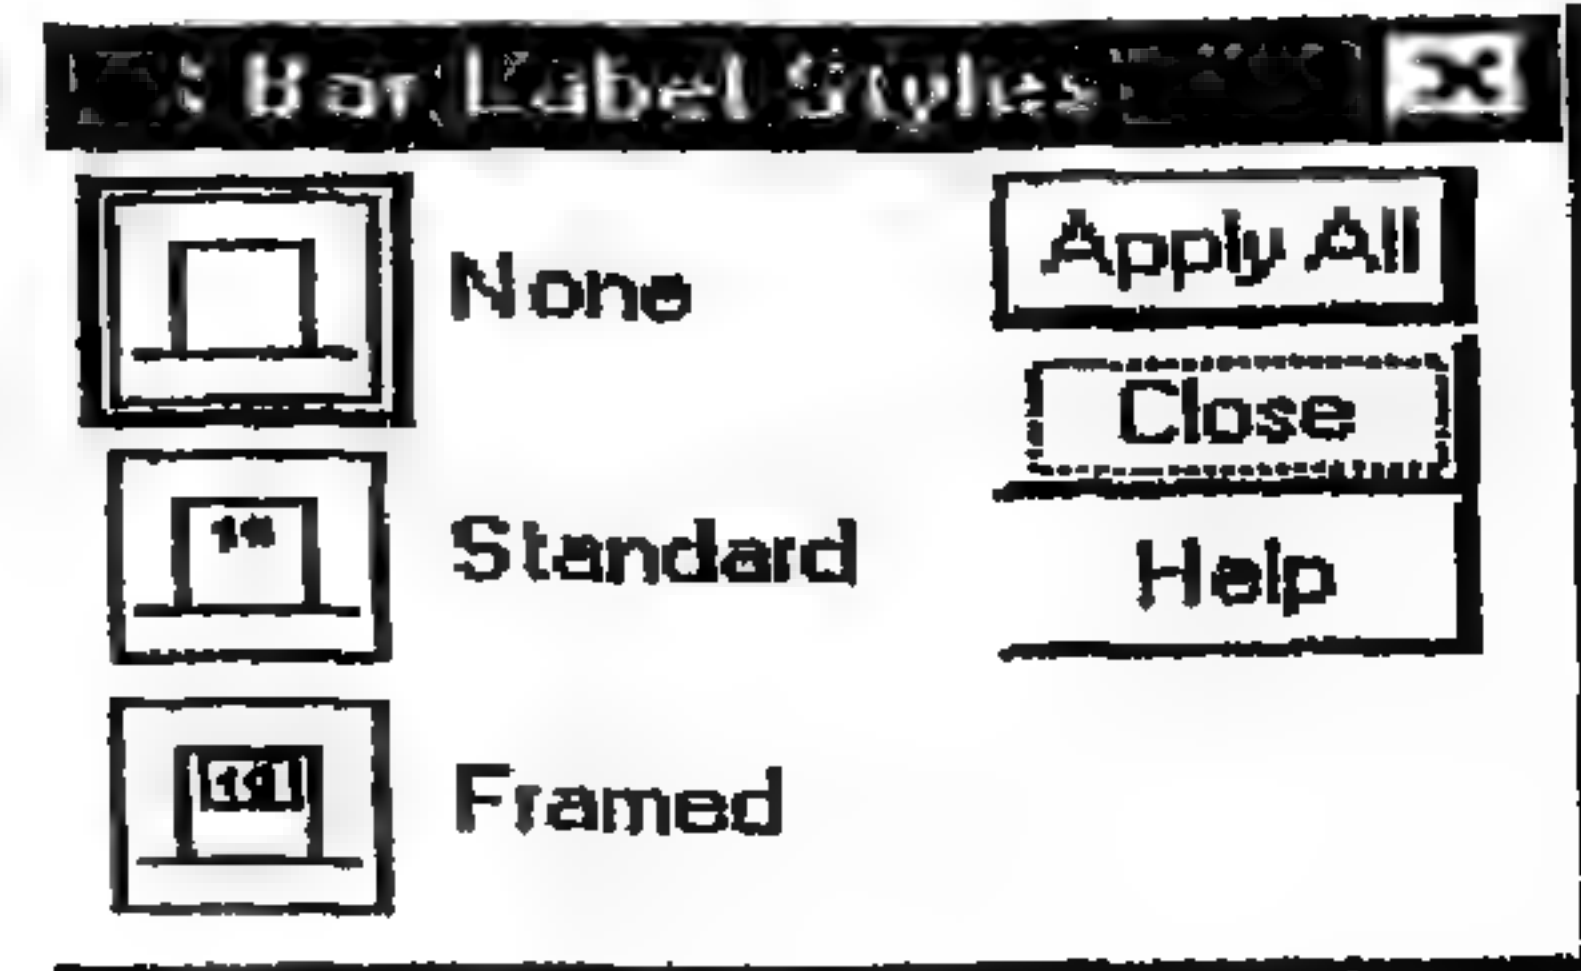 Bar Label Styles
None
Apply All
Close
Standard
Help
Framed